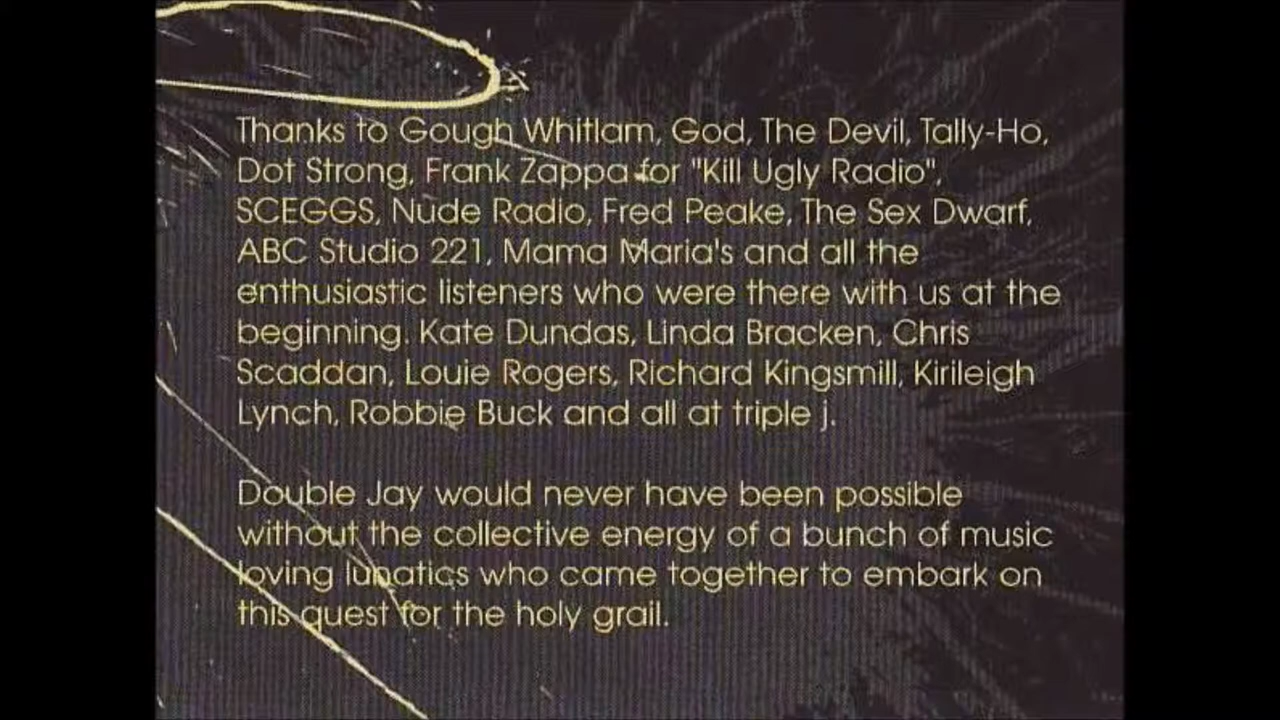 Thanks to Gough Whitlam, God, The Devil, Tally-Ho,
Dot Strong, Frank Zappa for "Kill Ugly Radio",
SCEGGS, Nude Radio, Fred Peake, The Sex Dwarf,
ABC Studio 221, Mama Maria's and all the
enthusiastic listeners who were there with us at the
beginning. Kate Dundas, Linda Bracken, Chris
Scaddan, Louie Rogers, Richard Kingsmill, Kirileigh
Lynch, Robbie Buck and all at triple j.
Double Jay would never have been possible
without the collective energy of a bunch of music
loving lunatics who came together to embark on
this quest for the holy grail.